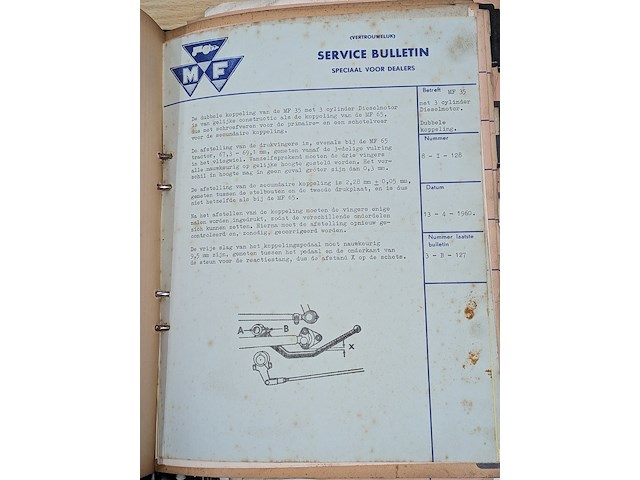 (VERTROUWELIJK)
SERVICE BULLETIN
SPECIAAL VOOR DEALERS
M F
De dubbele koppeling van de MF 35 met 3 cylinder Dieselmotor
is van gelijke constructie als de koppeling van de MF 65,
dus met schroefveren voor de primaire- en een schotelveer
voor de secundaire koppeling.
De afstelling van de drukvingers is, evenals bij de MF 65
tractor, 67,3 - 69,1 mm, gemeten vanaf de 3-delige vulring
in het vliegwiel. Vanzelfsprekend moeten de drie vingers
alle nauwkeurig op gelijke hoogte gesteld worden. Het ver-
schil in hoogte mag in geen geval groter zijn dan 0,3 mm.
De afstelling van de secundaire koppeling is 2,28 mm ± 0,05 mm,
gemeten tussen de stelbouten en de tweede drukplaat, en is dus
niet hetzelfde als bij de MF 65.
Na het afstellen van de koppeling moeten de vingers enige
malen worden ingedrukt, zodat de verschillende onderdelen
zich kunnen zetten. Hierna moet de afstelling opnieuw ge-
controleerd en, zonodig, gecorrigeerd worden.
De vrije slag van het koppelingspedaal moet nauwkeurig
9,5 mm zijn, gemeten tussen het pedaal en de onderkant van
de steun voor de reactiestang, dus de afstand X op de schets.
A B
X
Betreft MF 35
met 3 cylinder
Dieselmotor.
Dubbele
koppeling.
Nummer
B - I - 128
Datum
13 - 4 - 1960.
Nummer laatste
bulletin
3 - B - 127